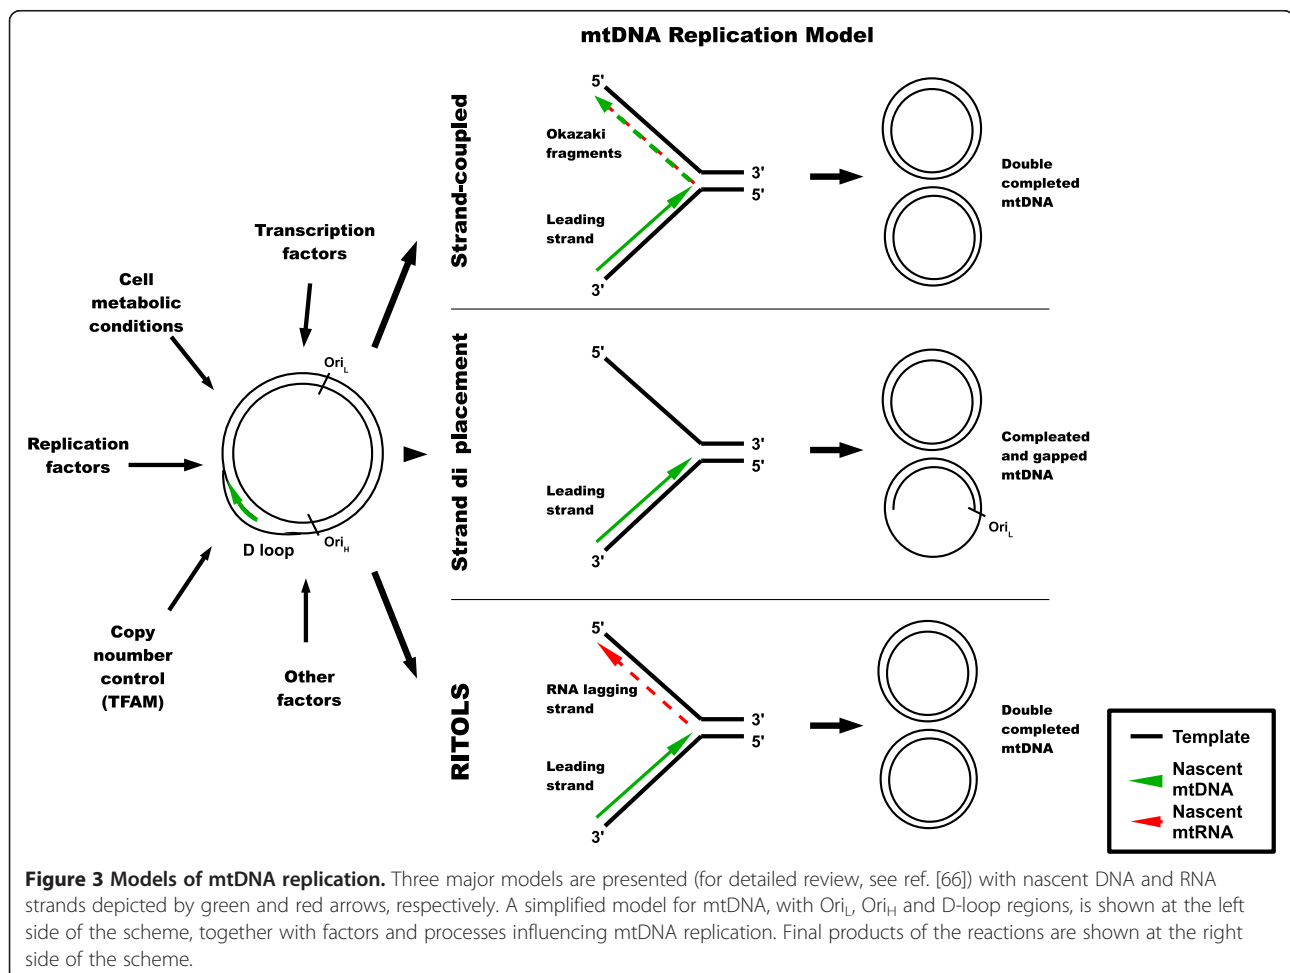 mtDNA Replication Model
Transcription
factors
Cell
metabolic
conditions
Replication
factors
Copy
noumber
control
(TFAM)
Other
factors
Ori_L
Ori_H
D loop
Strand-coupled
5'
Okazaki
fragments
3'
5'
Leading
strand
3'
Double
completed
mtDNA
Strand di placement
5'
3'
5'
Leading
strand
3'
Compleated
and gapped
mtDNA
Ori_L
RITOLS
5'
RNA lagging
strand
3'
5'
Leading
strand
3'
Double
completed
mtDNA
Template
Nascent
mtDNA
Nascent
mtRNA
Figure 3 Models of mtDNA replication. Three major models are presented (for detailed review, see ref. [66]) with nascent DNA and RNA
strands depicted by green and red arrows, respectively. A simplified model for mtDNA, with Ori_L, Ori_H and D-loop regions, is shown at the left
side of the scheme, together with factors and processes influencing mtDNA replication. Final products of the reactions are shown at the right
side of the scheme.